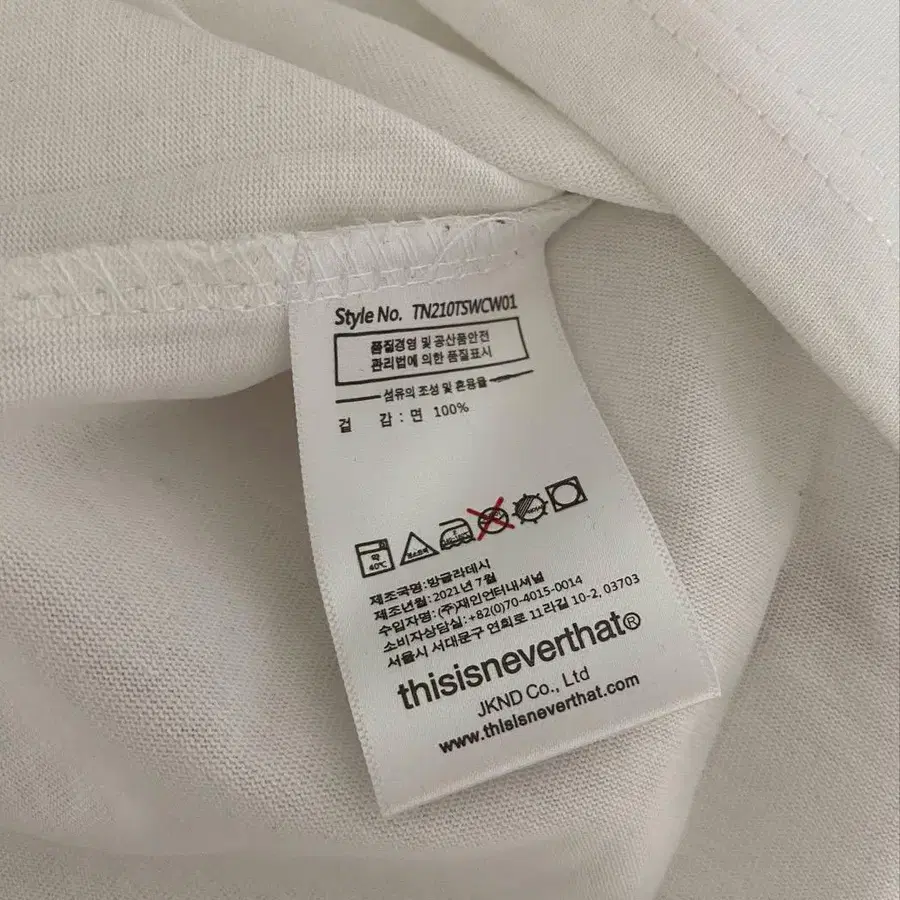 Style No. TN210TSWCW01
품질경영 및 공산품안전
관리법에 의한 품질표시
섬유의 조성 및 혼용율
겉 감 : 면 100%
약
40℃
제조국명:방글라데시
제조년월:2021년 7월
수입자명:(주)재인언터내셔널
소비자상담실:+82(0)70-4015-0014
서울시 서대문구 연희로 11라길 10-2, 03703
thisisneverthat®
JKND Co., Ltd
www.thisisneverthat.com